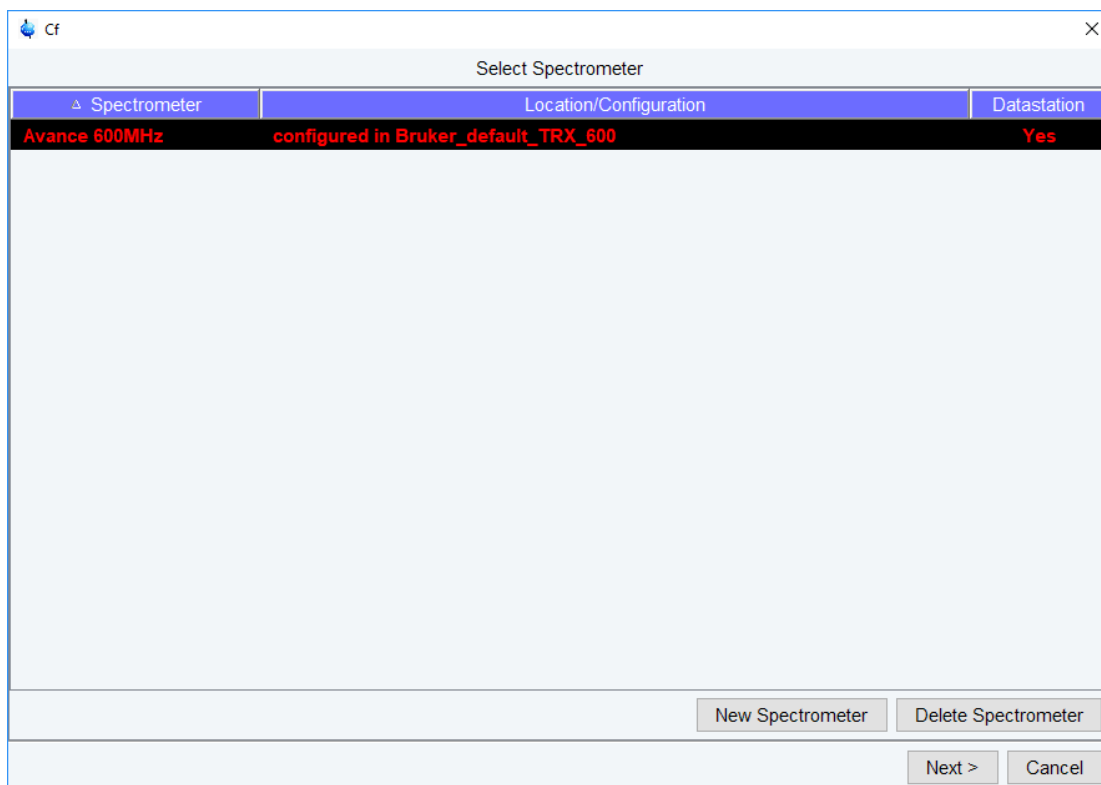 Cf
Select Spectrometer
△ Spectrometer Location/Configuration Datastation
Avance 600MHz configured in Bruker_default_TRX_600 Yes
New Spectrometer Delete Spectrometer
Next > Cancel